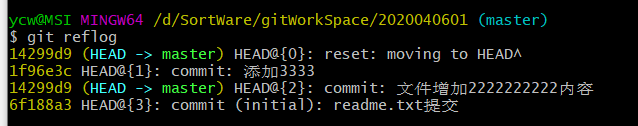 ycw@MSI MINGW64 /d/SortWare/gitWorkSpace/2020040601 (master)
$ git reflog
14299d9 (HEAD -> master) HEAD@{0}: reset: moving to HEAD^
1f96e3c HEAD@{1}: commit: 添加3333
14299d9 (HEAD -> master) HEAD@{2}: commit: 文件增加2222222222内容
6f188a3 HEAD@{3}: commit (initial): readme.txt提交